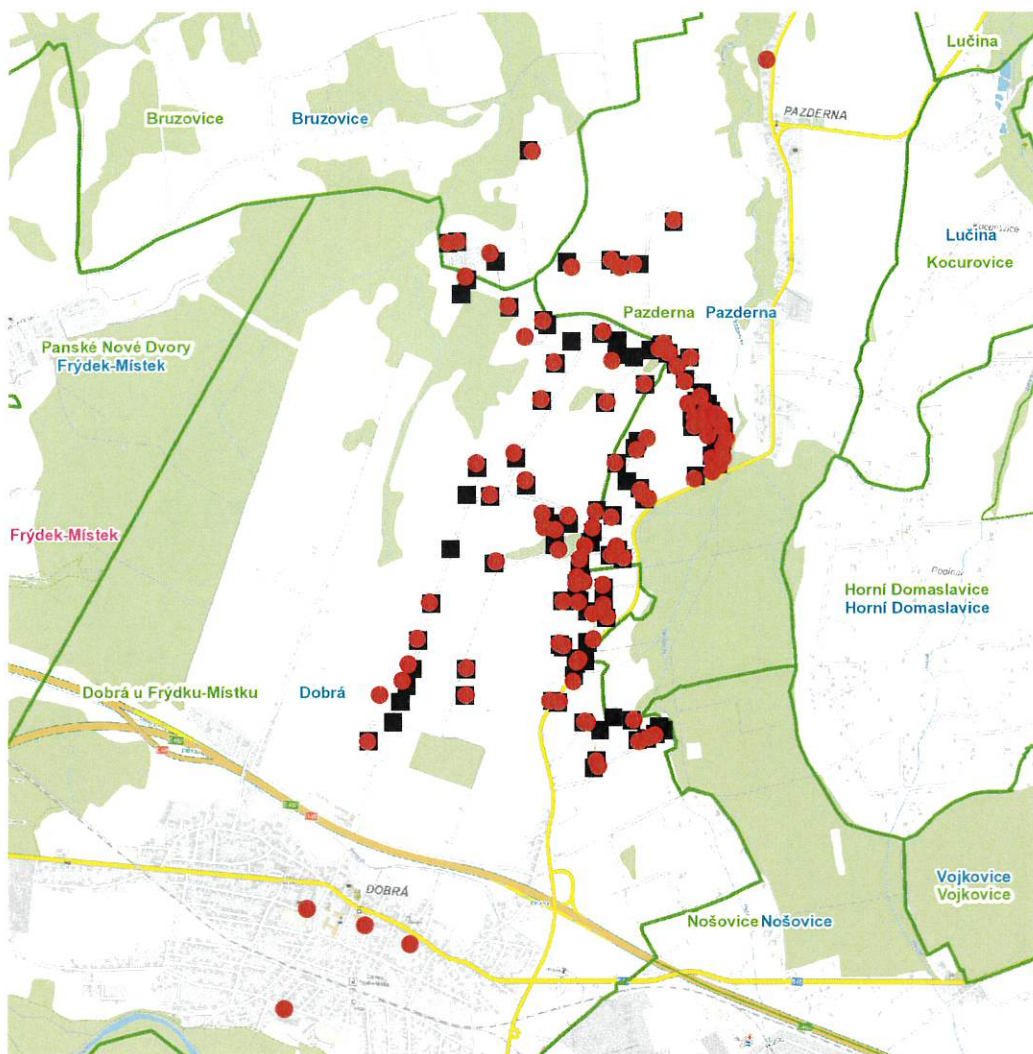 Lučina
PAZDERNA
Bruzovice Bruzovice
Lučina
Kocurovice
Pazderna Pazderna
Panské Nové Dvory
Frýdek-Místek
Frýdek-Místek
Horní Domaslavice
Horní Domaslavice
Dobrá u Frýdku-Místku Dobrá
Vojkovice
Vojkovice
DOBRÁ
Nošovice Nošovice